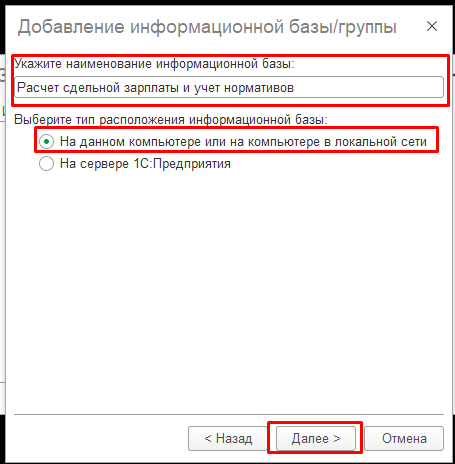 Добавление информационной базы/группы
Укажите наименование информационной базы:
Расчет сдельной зарплаты и учет нормативов
Выберите тип расположения информационной базы:
На данном компьютере или на компьютере в локальной сети
На сервере 1С:Предприятия
< Назад Далее > Отмена